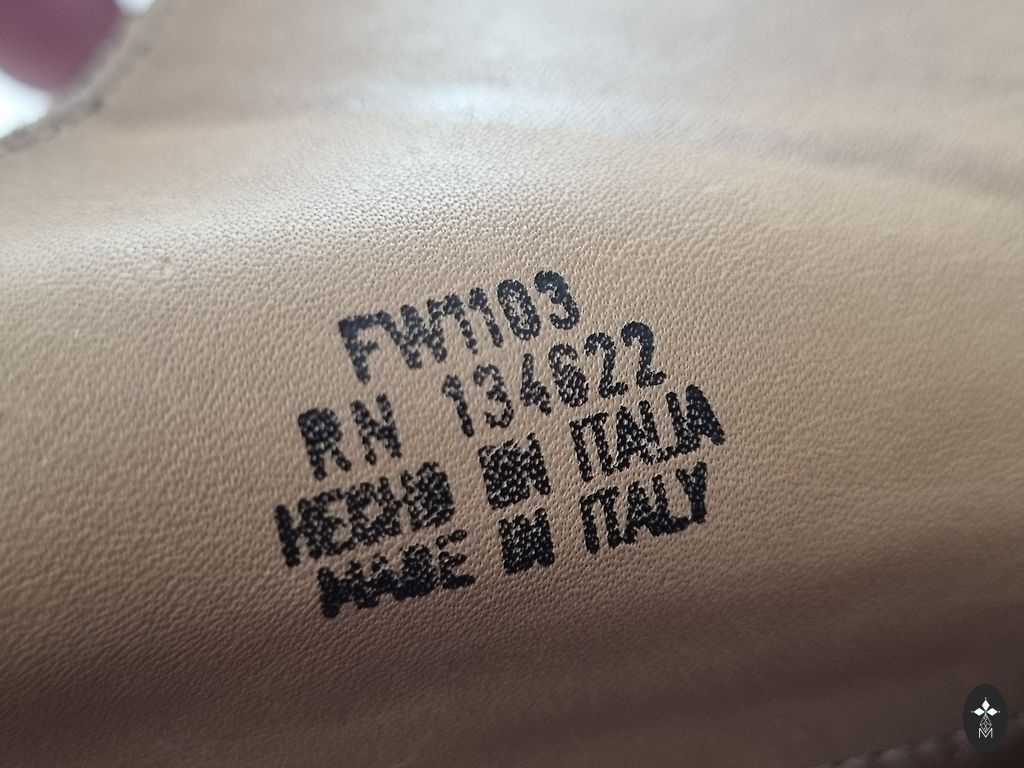 FW1103
RN 134622
HECHO EN ITALIA
MADE IN ITALY
M